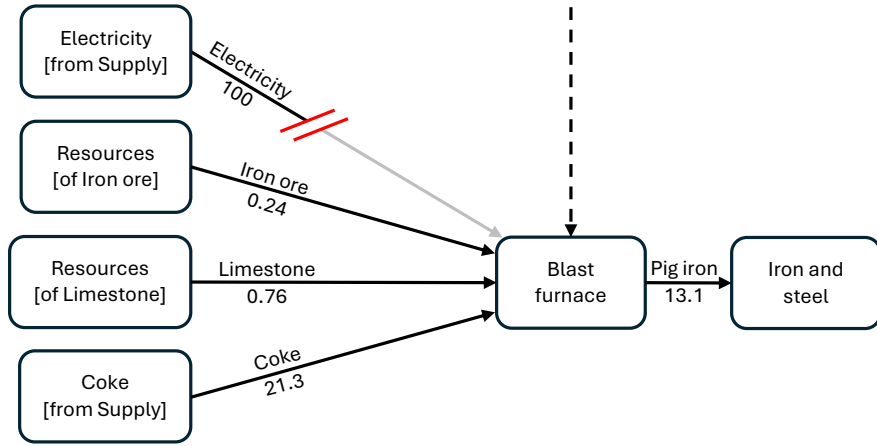 Electricity
[from Supply]
Electricity
100
Resources
[of Iron ore]
Iron ore
0.24
Resources
[of Limestone]
Limestone
0.76
Blast
furnace
Pig iron
13.1
Iron and
steel
Coke
[from Supply]
Coke
21.3